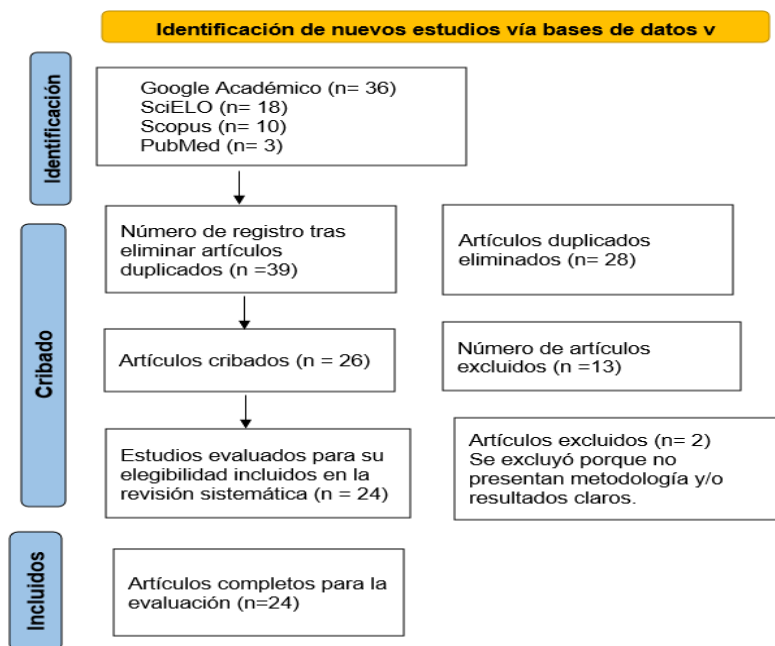 Identificación de nuevos estudios vía bases de datos v
Identificación
Google Académico (n= 36)
SciELO (n= 18)
Scopus (n= 10)
PubMed (n= 3)
Cribado
Número de registro tras
eliminar artículos
duplicados (n =39)
Artículos duplicados
eliminados (n= 28)
Artículos cribados (n = 26)
Número de artículos
excluidos (n =13)
Estudios evaluados para su
elegibilidad incluidos en la
revisión sistemática (n = 24)
Artículos excluidos (n= 2)
Se excluyó porque no
presentan metodología y/o
resultados claros.
Incluidos
Artículos completos para la
evaluación (n=24)